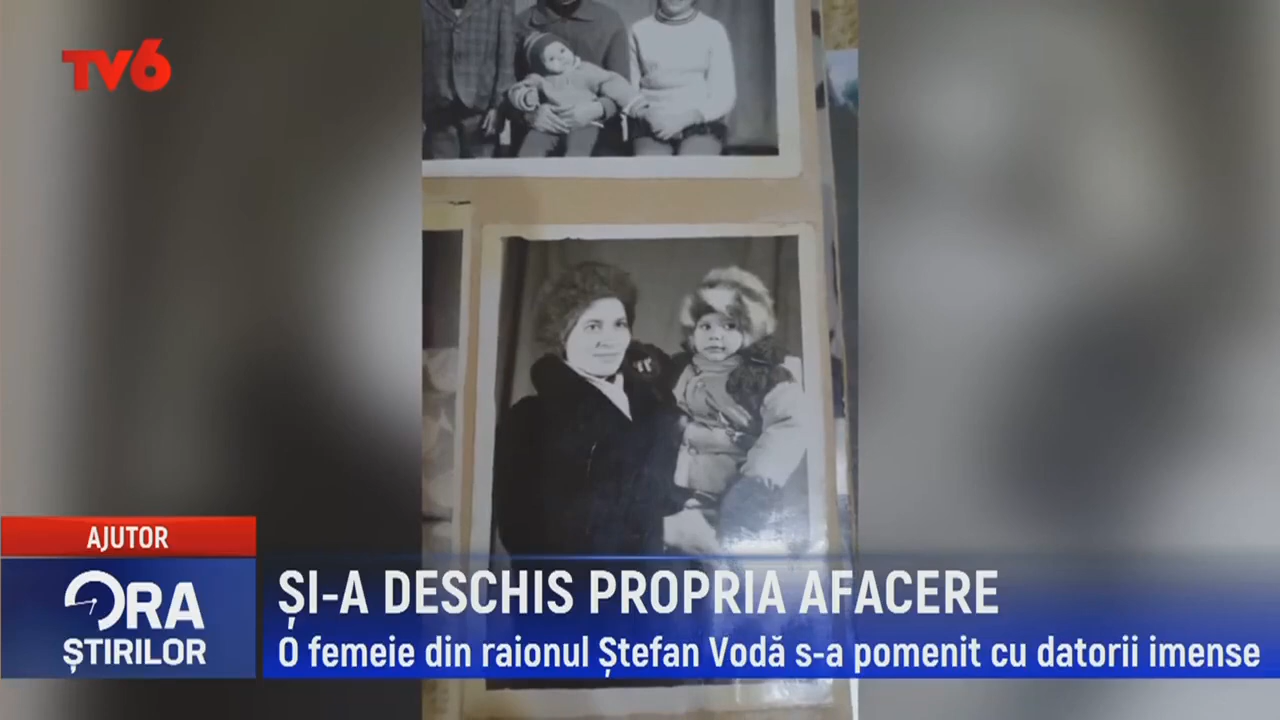 TV6
AJUTOR
ORA
ȘTIRILOR
ȘI-A DESCHIS PROPRIA AFACERE
O femeie din raionul Ștefan Vodă s-a pomenit cu datorii imense